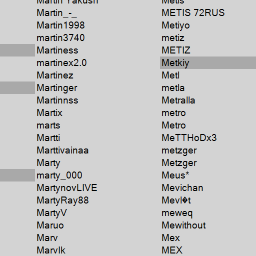 Martin Yakush
Martin_-_
Martin1998
martin3740
Martiness
martinex2.0
Martinez
Martinger
Martinnss
Martix
marts
Martti
Marttivainaa
Marty
marty_000
MartynovLIVE
MartyRay88
MartyV
Maruo
Marv
Marvlk
Metis
METIS 72RUS
Metiyo
metiz
METIZ
Metkiy
Metl
metla
Metralla
metro
Metro
MeTTHoDx3
metzger
Metzger
Meus*
Mevichan
Mevl�t
meweq
Mewithout
Mex
MEX